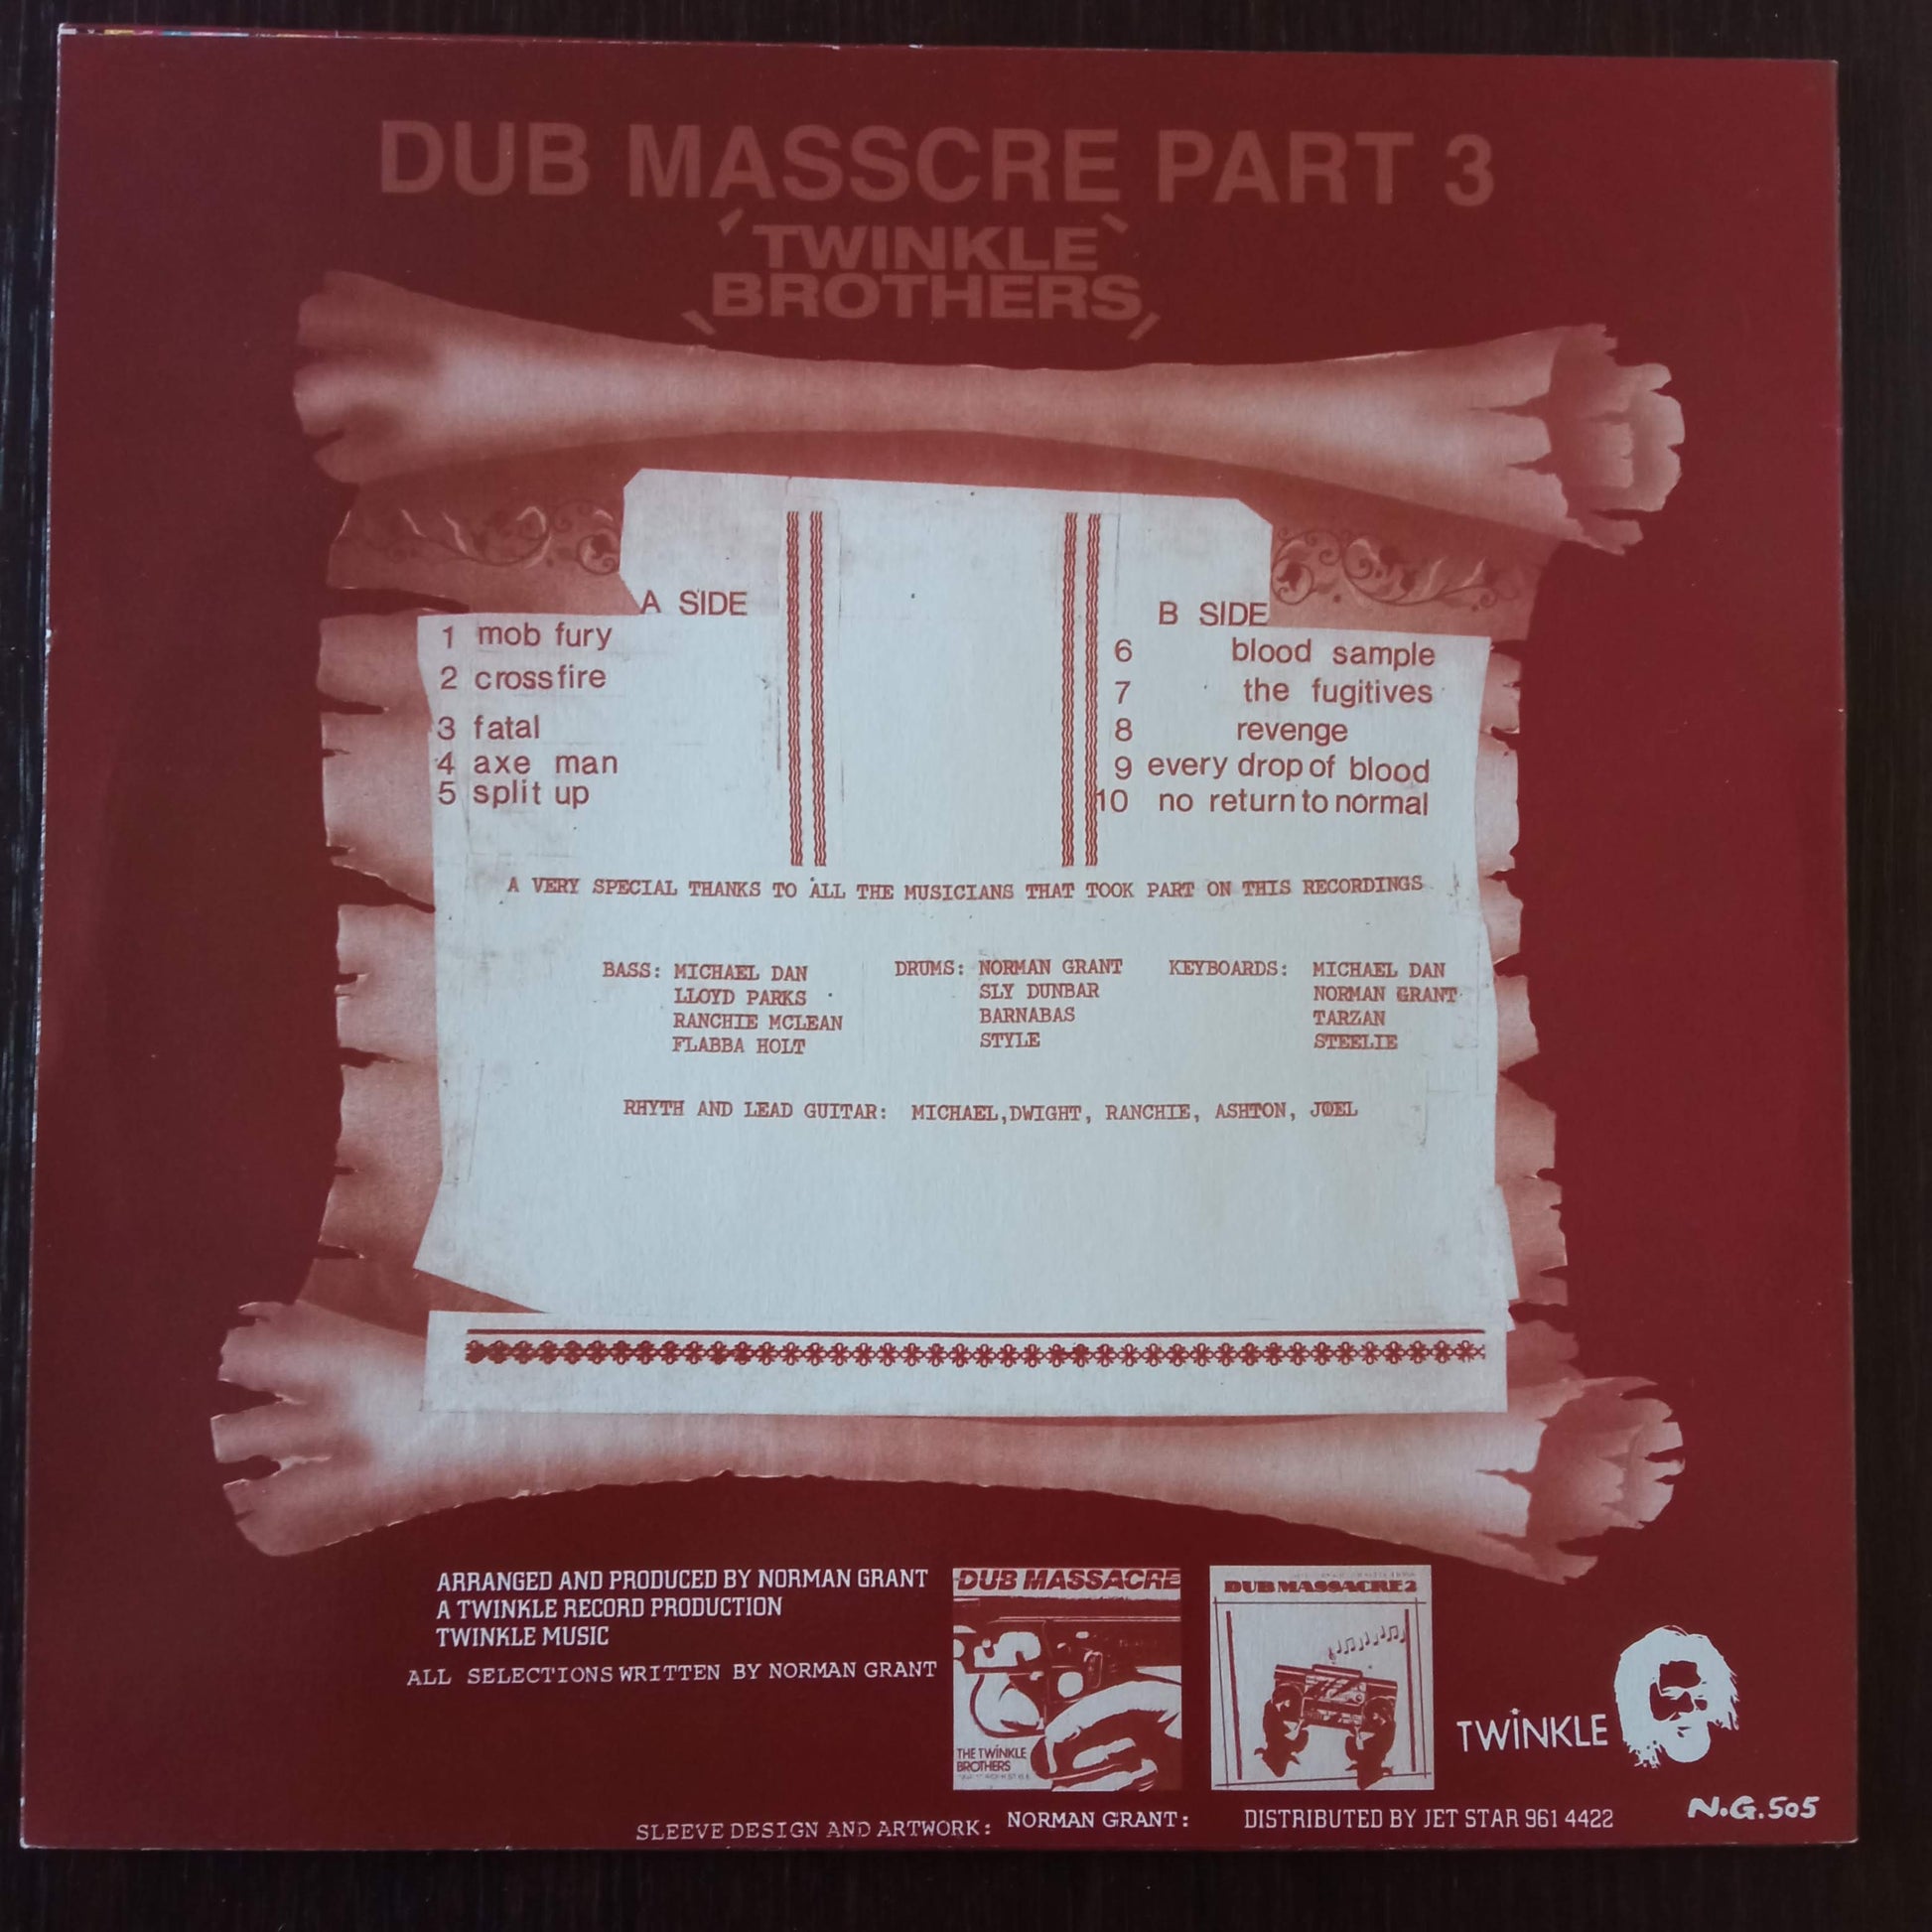 DUB MASSCRE PART 3
TWINKLE
BROTHERS
A SIDE
1 mob fury
2 crossfire
3 fatal
4 axe man
5 split up
B SIDE
6 blood sample
7 the fugitives
8 revenge
9 every drop of blood
10 no return to normal
A VERY SPECIAL THANKS TO ALL THE MUSICIANS THAT TOOK PART ON THIS RECORDINGS
BASS: MICHAEL DAN
LLOYD PARKS
RANCHIE MCLEAN
FLABBA HOLT
DRUMS: NORMAN GRANT
SLY DUNBAR
BARNABAS
STYLE
KEYBOARDS: MICHAEL DAN
NORMAN GRANT
TARZAN
STEELIE
RHYTH AND LEAD GUITAR: MICHAEL,DWIGHT, RANCHIE, ASHTON, JOEL
ARRANGED AND PRODUCED BY NORMAN GRANT
A TWINKLE RECORD PRODUCTION
TWINKLE MUSIC
ALL SELECTIONS WRITTEN BY NORMAN GRANT
DUB MASSACRE
THE TWINKLE
BROTHERS
DUB MASSACRE 2
TWINKLE
N.G.505
SLEEVE DESIGN AND ARTWORK: NORMAN GRANT:
DISTRIBUTED BY JET STAR 961 4422